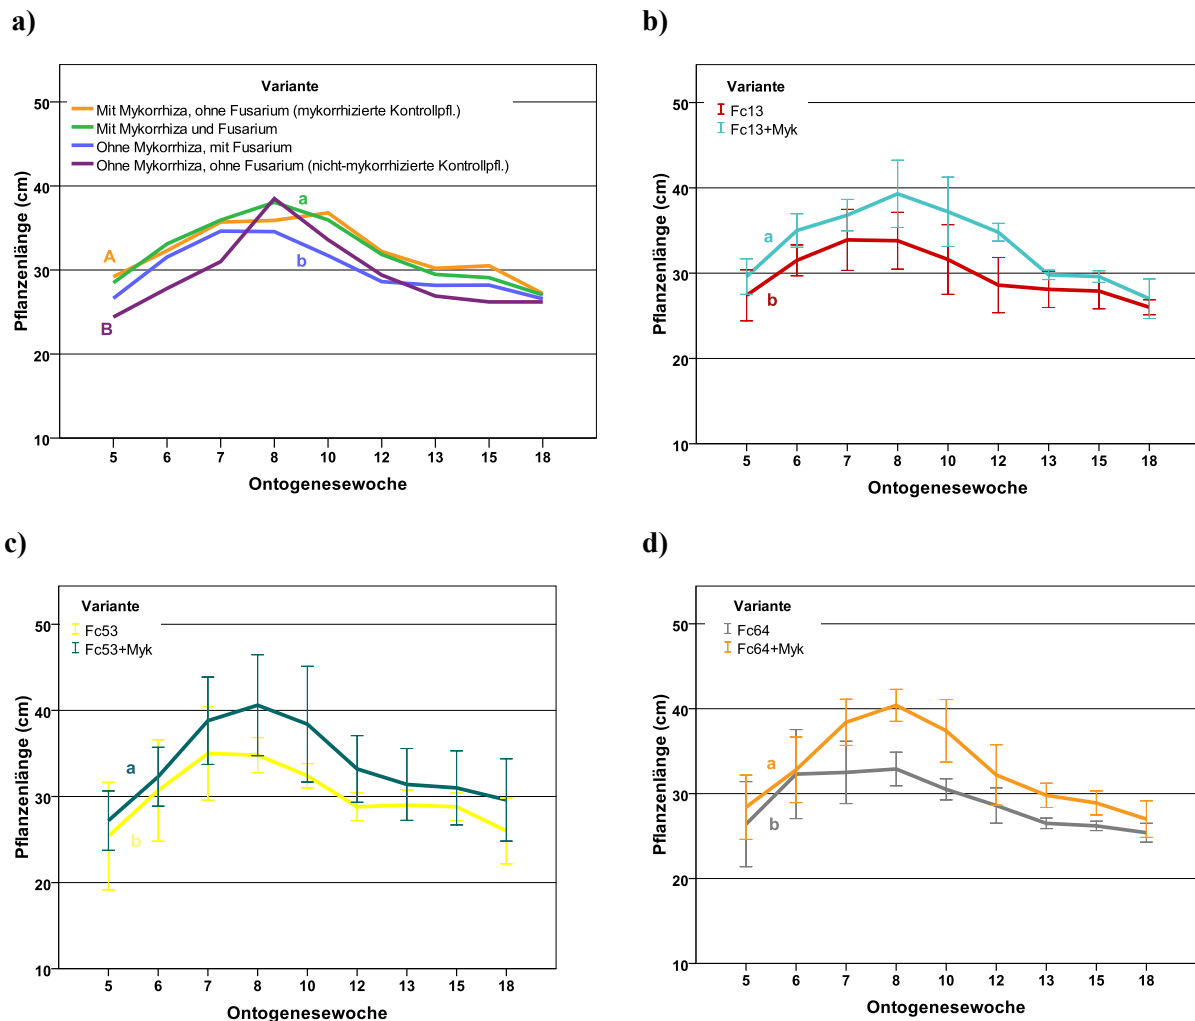 a)
Variante
Mit Mykorrhiza, ohne Fusarium (mykorrhizierte Kontrollpfl.)
Mit Mykorrhiza und Fusarium
Ohne Mykorrhiza, mit Fusarium
Ohne Mykorrhiza, ohne Fusarium (nicht-mykorrhizierte Kontrollpfl.)
Pflanzenlänge (cm)
50
40
30
20
10
A
B
a
b
5 6 7 8 10 12 13 15 18
Ontogenesewoche
b)
Variante
Fc13
Fc13+Myk
Pflanzenlänge (cm)
50
40
30
20
10
a
b
5 6 7 8 10 12 13 15 18
Ontogenesewoche
c)
Variante
Fc53
Fc53+Myk
Pflanzenlänge (cm)
50
40
30
20
10
a
b
5 6 7 8 10 12 13 15 18
Ontogenesewoche
d)
Variante
Fc64
Fc64+Myk
Pflanzenlänge (cm)
50
40
30
20
10
a
b
5 6 7 8 10 12 13 15 18
Ontogenesewoche